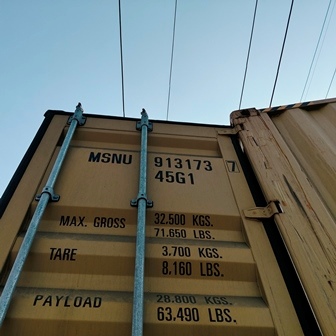 MSNU 913173 7
45G1
MAX. GROSS 32.500 KGS.
71.650 LBS.
TARE 3.700 KGS.
8,160 LBS.
PAYLOAD 28.800 KGS.
63,490 LBS.